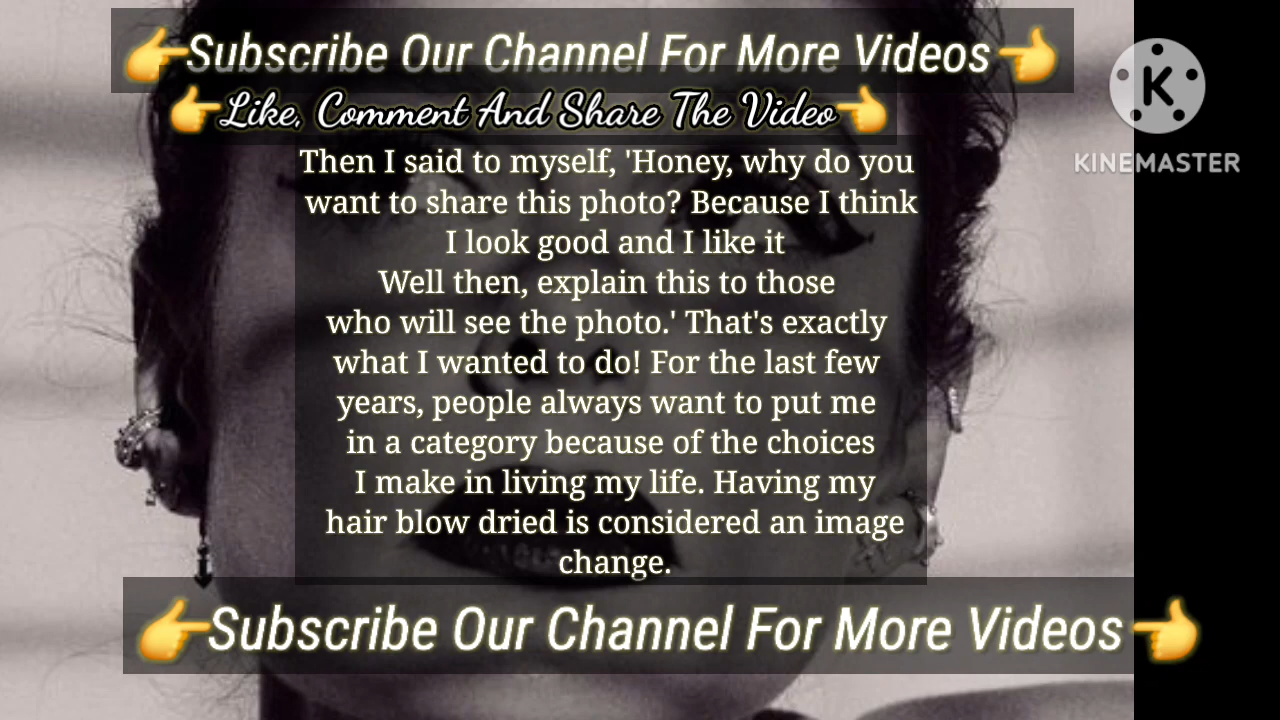 👉Subscribe Our Channel For More Videos👈
👉Like, Comment And Share The Video👈
KINEMASTER
Then I said to myself, 'Honey, why do you
want to share this photo? Because I think
I look good and I like it
Well then, explain this to those
who will see the photo.' That's exactly
what I wanted to do! For the last few
years, people always want to put me
in a category because of the choices
I make in living my life. Having my
hair blow dried is considered an image
change.
👉Subscribe Our Channel For More Videos👈